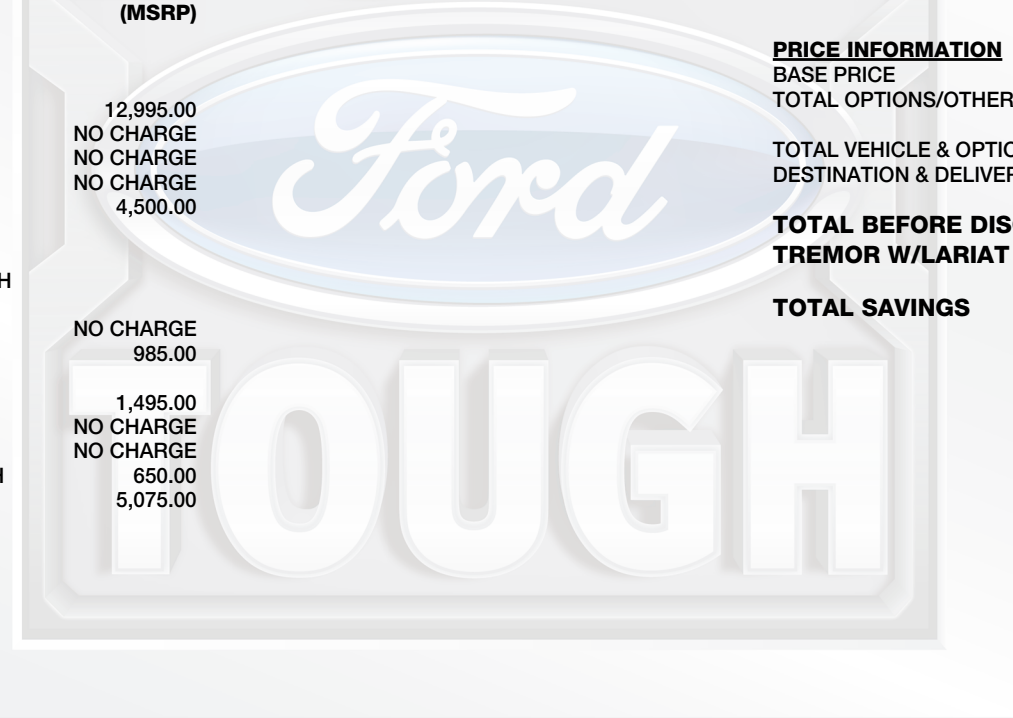 (MSRP)
12,995.00
NO CHARGE
NO CHARGE
NO CHARGE
4,500.00
H
NO CHARGE
985.00
1,495.00
NO CHARGE
NO CHARGE
650.00
5,075.00
PRICE INFORMATION
BASE PRICE
TOTAL OPTIONS/OTHER
TOTAL VEHICLE & OPTIO
DESTINATION & DELIVER
TOTAL BEFORE DIS
TREMOR W/LARIAT
TOTAL SAVINGS
Ford
TOUGH